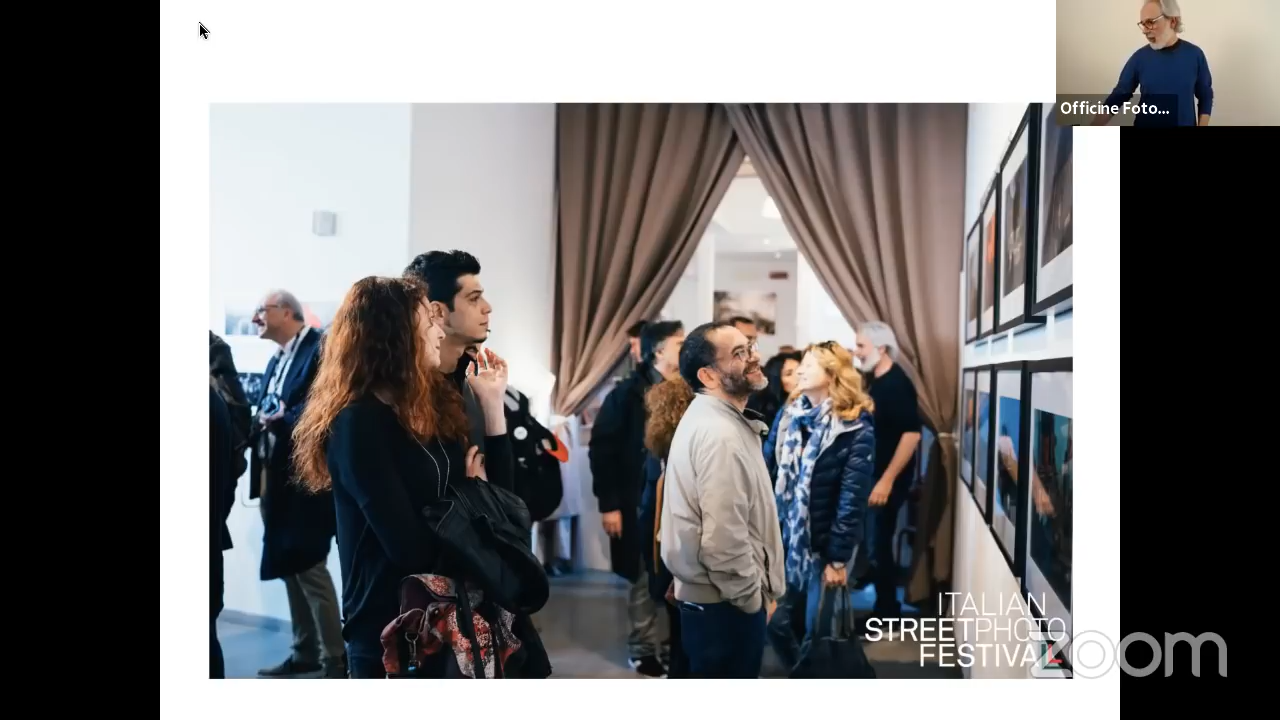 Officine Foto...
ITALIAN
STREETPHOTO
FESTIVAL
zoom